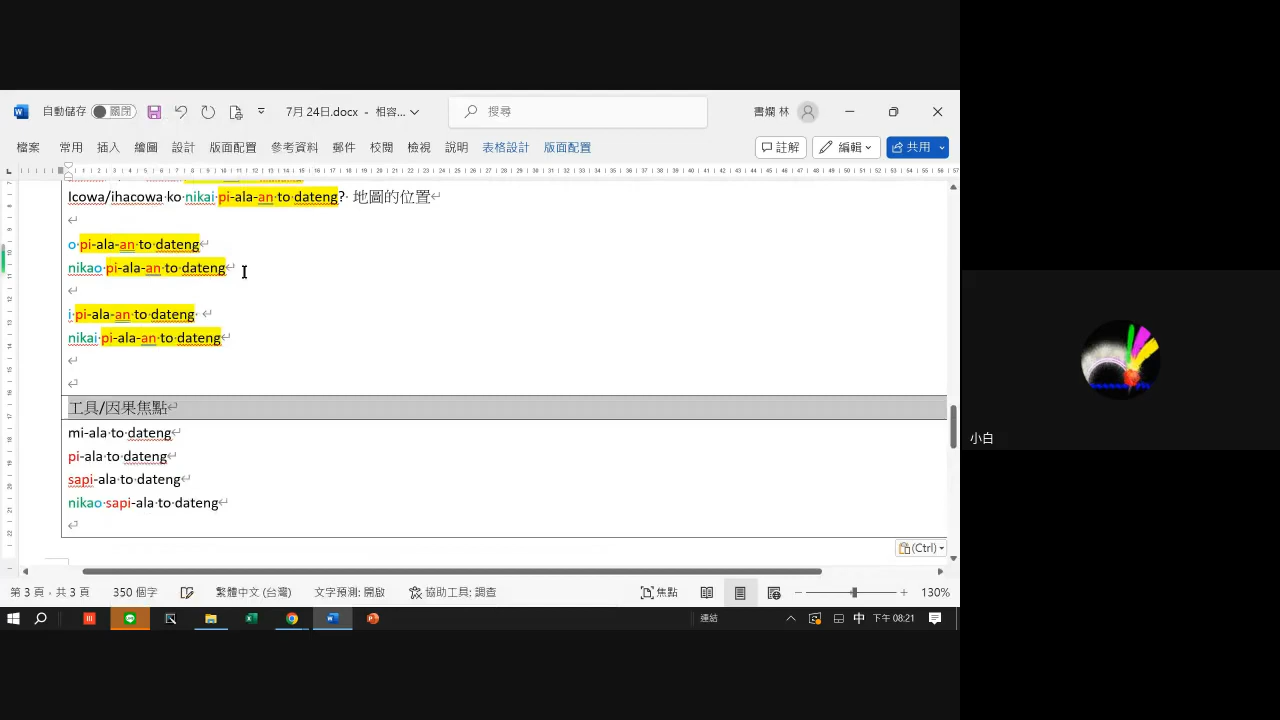 自動儲存 關閉 7月 24日.docx - 相容... 搜尋 書嫻 林
檔案 常用 插入 繪圖 設計 版面配置 參考資料 郵件 校閱 檢視 說明 表格設計 版面配置 註解 編輯 共用
Icowa/ihacowa ko nikai pi-ala-an to dateng? 地圖的位置
o pi-ala-an to dateng
nikao pi-ala-an to dateng
i pi-ala-an to dateng
nikai pi-ala-an to dateng
工具/因果焦點
mi-ala to dateng
pi-ala to dateng
sapi-ala to dateng
nikao sapi-ala to dateng
(Ctrl)
小白
第 3 頁，共 3 頁 350 個字 繁體中文 (台灣) 文字預測: 開啟 協助工具: 調查 焦點 130%
連結 中 下午 08:21